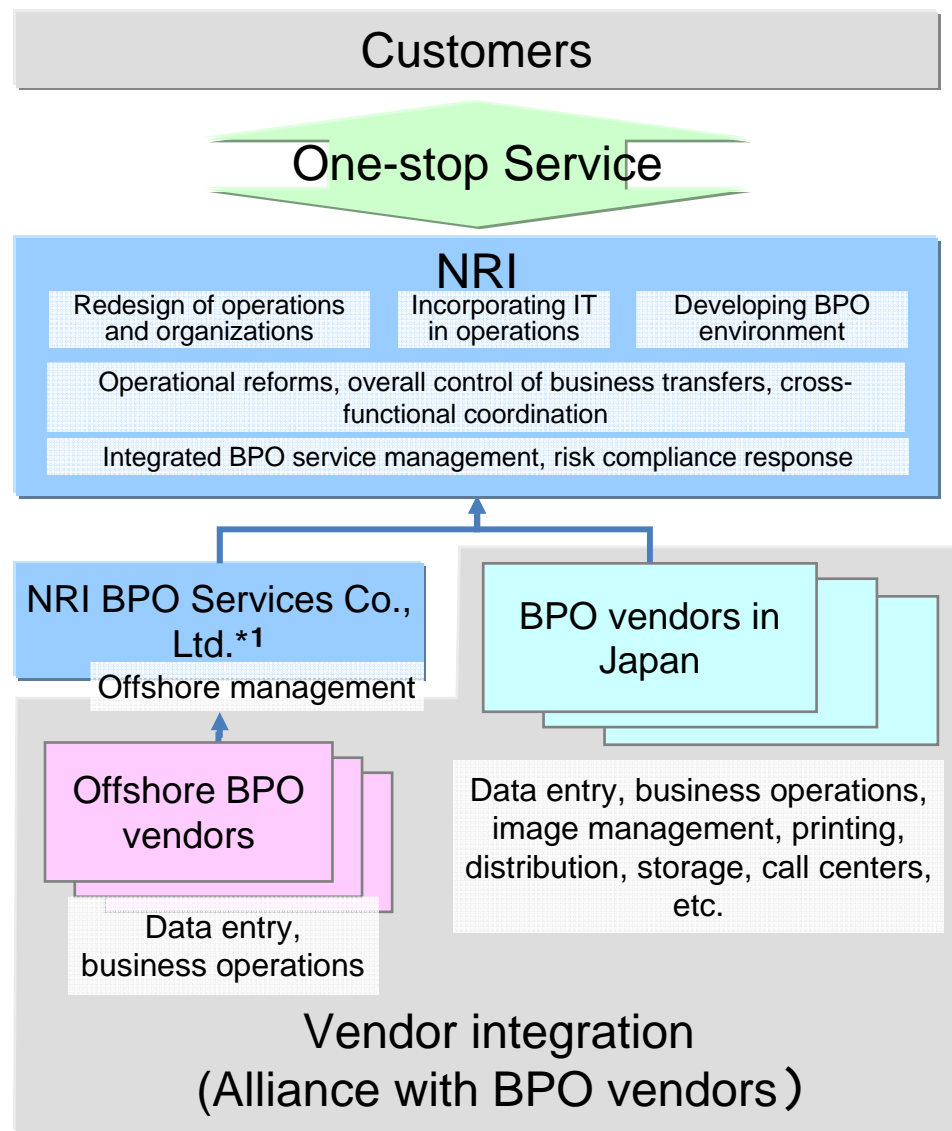 Customers
One-stop Service
NRI
Redesign of operations
and organizations
Incorporating IT
in operations
Developing BPO
environment
Operational reforms, overall control of business transfers, cross-
functional coordination
Integrated BPO service management, risk compliance response
NRI BPO Services Co.,
Ltd.*1
Offshore management
BPO vendors in
Japan
Offshore BPO
vendors
Data entry, business operations,
image management, printing,
distribution, storage, call centers,
etc.
Data entry,
business operations
Vendor integration
(Alliance with BPO vendors）